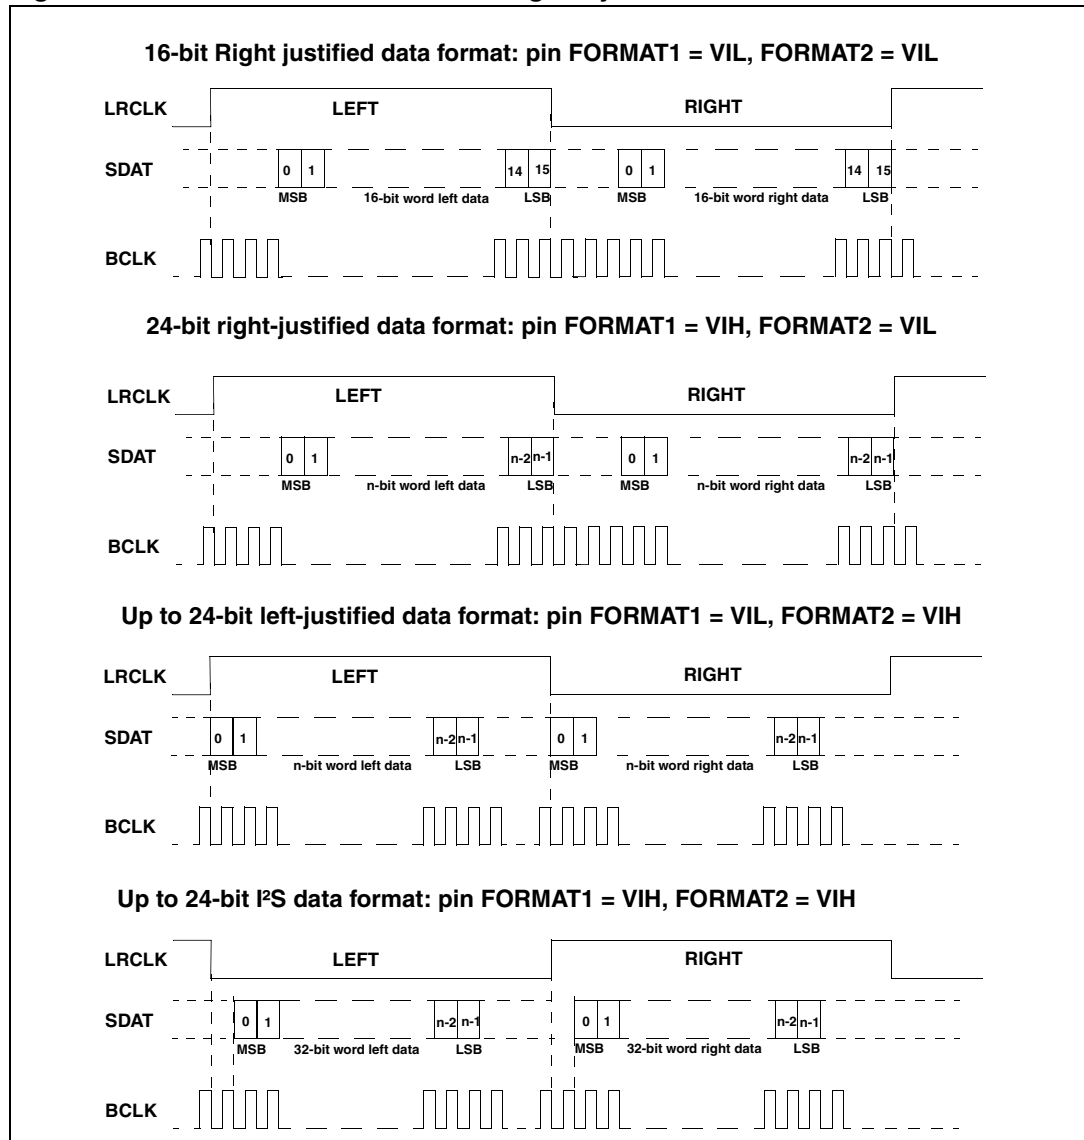 16-bit Right justified data format: pin FORMAT1 = VIL, FORMAT2 = VIL
LRCLK LEFT RIGHT
SDAT 0 1 14 15 0 1 14 15
MSB 16-bit word left data LSB MSB 16-bit word right data LSB
BCLK
24-bit right-justified data format: pin FORMAT1 = VIH, FORMAT2 = VIL
LRCLK LEFT RIGHT
SDAT 0 1 n-2 n-1 0 1 n-2 n-1
MSB n-bit word left data LSB MSB n-bit word right data LSB
BCLK
Up to 24-bit left-justified data format: pin FORMAT1 = VIL, FORMAT2 = VIH
LRCLK LEFT RIGHT
SDAT 0 1 n-2 n-1 0 1 n-2 n-1
MSB n-bit word left data LSB MSB n-bit word right data LSB
BCLK
Up to 24-bit I²S data format: pin FORMAT1 = VIH, FORMAT2 = VIH
LRCLK LEFT RIGHT
SDAT 0 1 n-2 n-1 0 1 n-2 n-1
MSB 32-bit word left data LSB MSB 32-bit word right data LSB
BCLK